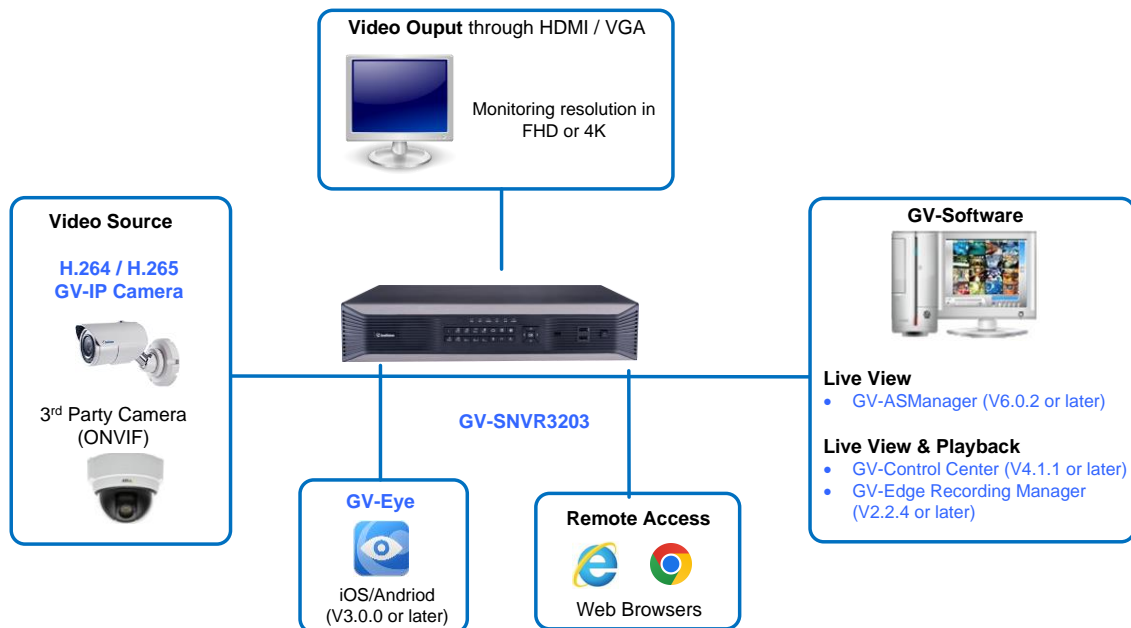 Video Ouput through HDMI / VGA
Monitoring resolution in
FHD or 4K
Video Source
H.264 / H.265
GV-IP Camera
3rd Party Camera
(ONVIF)
GV-SNVR3203
GV-Software
Live View
• GV-ASManager (V6.0.2 or later)
Live View & Playback
• GV-Control Center (V4.1.1 or later)
• GV-Edge Recording Manager
(V2.2.4 or later)
GV-Eye
iOS/Andriod
(V3.0.0 or later)
Remote Access
Web Browsers